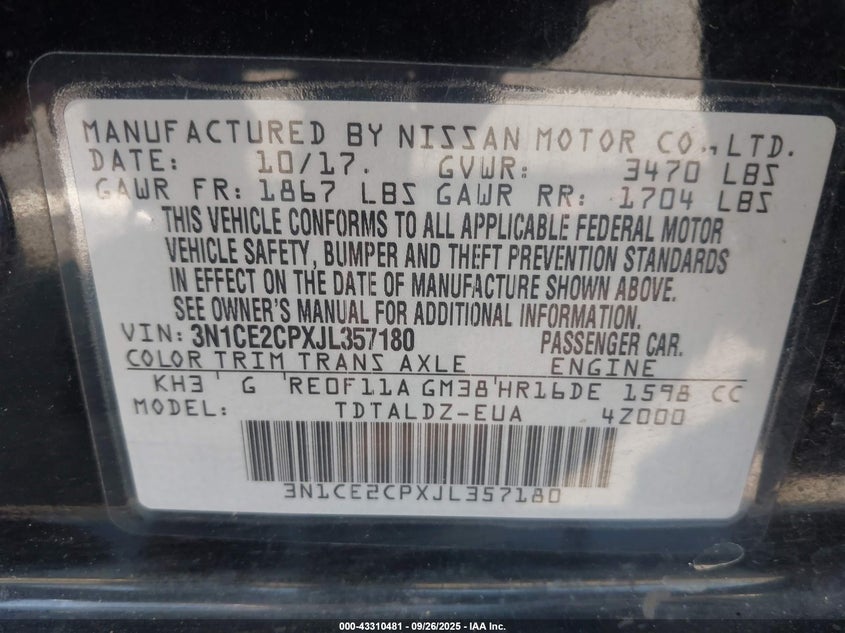 MANUFACTURED BY NISSAN MOTOR CO., LTD.
DATE: 10/17. GVWR: 3470 LBS
GAWR FR: 1867 LBS GAWR RR: 1704 LBS
THIS VEHICLE CONFORMS TO ALL APPLICABLE FEDERAL MOTOR
VEHICLE SAFETY, BUMPER AND THEFT PREVENTION STANDARDS
IN EFFECT ON THE DATE OF MANUFACTURE SHOWN ABOVE.
SEE OWNER'S MANUAL FOR ADDITIONAL INFORMATION.
VIN: 3N1CE2CPXJL357180 PASSENGER CAR.
COLOR TRIM TRANS AXLE ENGINE
KH3 G RE0F11A GM38 HR16DE 1598 CC
MODEL: TDTALDZ-EUA 4Z000
3N1CE2CPXJL357180
000-43310481 - 09/26/2025 - IAA Inc.